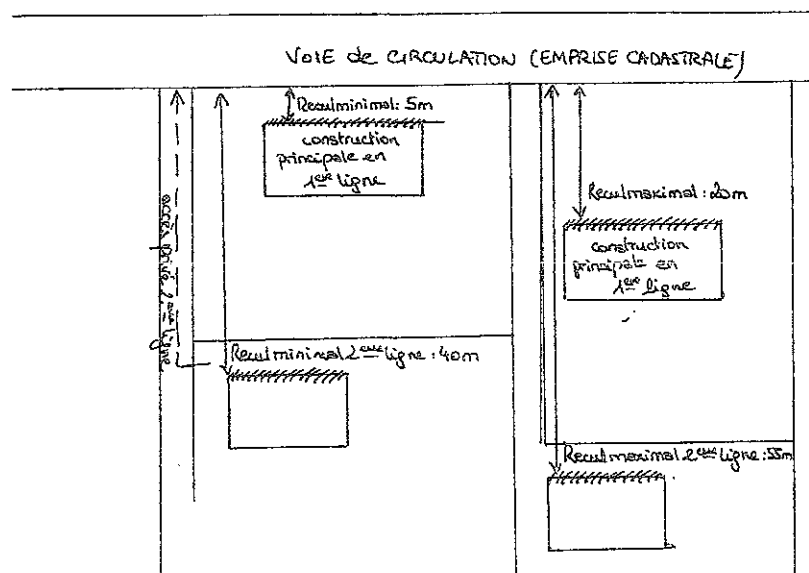 VOIE de CIRCULATION (EMPRISE CADASTRALE)
Recul minimal: 5m
construction
principale en
1ère ligne
Recul maximal: 20m
construction
principale en
1ère ligne
accès privé 2ème ligne
Recul minimal 2ème ligne: 40m
Recul maximal 2ème ligne: 55m